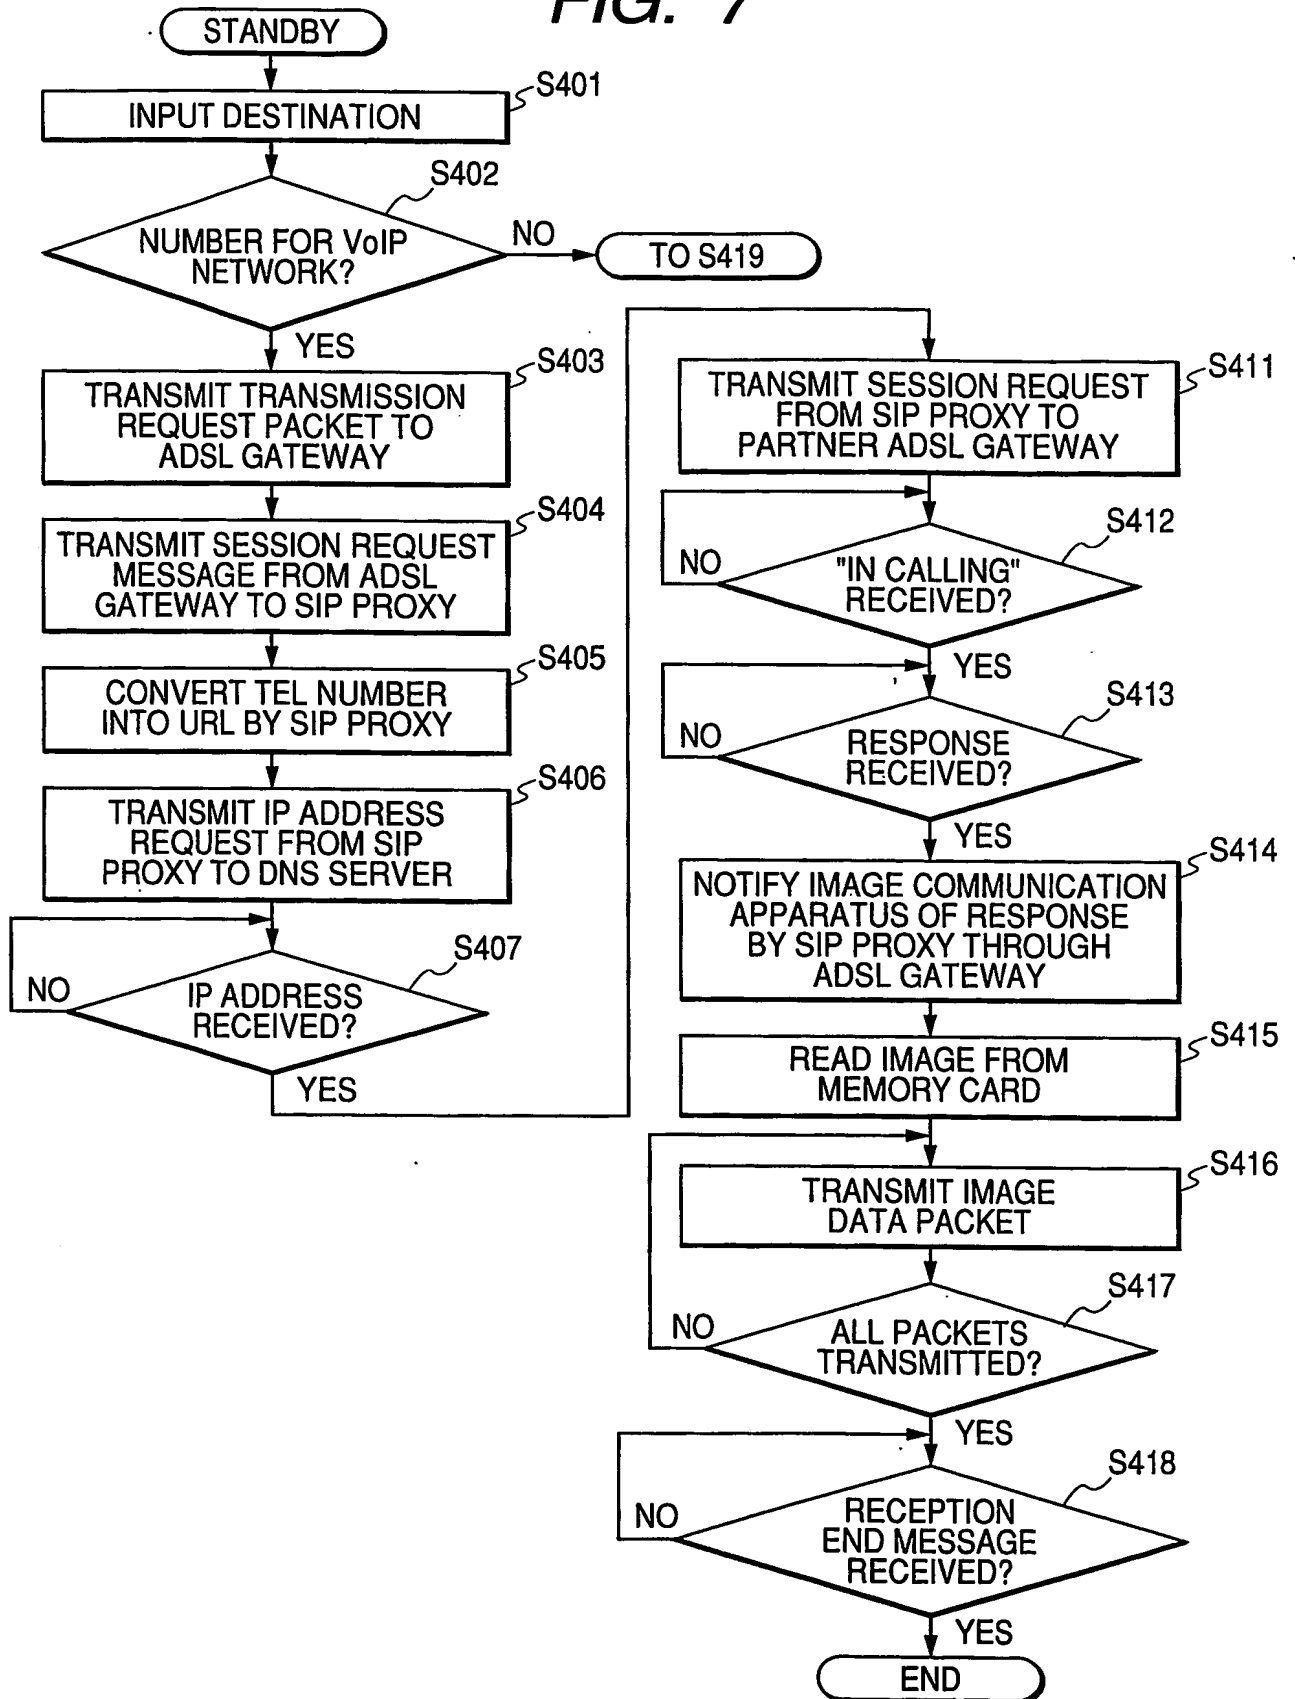 FIG. 7
STANDBY
S401
INPUT DESTINATION
S402
NUMBER FOR VoIP
NETWORK?
NO
TO S419
YES
S403
TRANSMIT TRANSMISSION
REQUEST PACKET TO
ADSL GATEWAY
S404
TRANSMIT SESSION REQUEST
MESSAGE FROM ADSL
GATEWAY TO SIP PROXY
S405
CONVERT TEL NUMBER
INTO URL BY SIP PROXY
S406
TRANSMIT IP ADDRESS
REQUEST FROM SIP
PROXY TO DNS SERVER
S407
NO
IP ADDRESS
RECEIVED?
YES
S411
TRANSMIT SESSION REQUEST
FROM SIP PROXY TO
PARTNER ADSL GATEWAY
S412
NO
"IN CALLING"
RECEIVED?
YES
S413
NO
RESPONSE
RECEIVED?
YES
S414
NOTIFY IMAGE COMMUNICATION
APPARATUS OF RESPONSE
BY SIP PROXY THROUGH
ADSL GATEWAY
S415
READ IMAGE FROM
MEMORY CARD
S416
TRANSMIT IMAGE
DATA PACKET
S417
NO
ALL PACKETS
TRANSMITTED?
YES
S418
NO
RECEPTION
END MESSAGE
RECEIVED?
YES
END